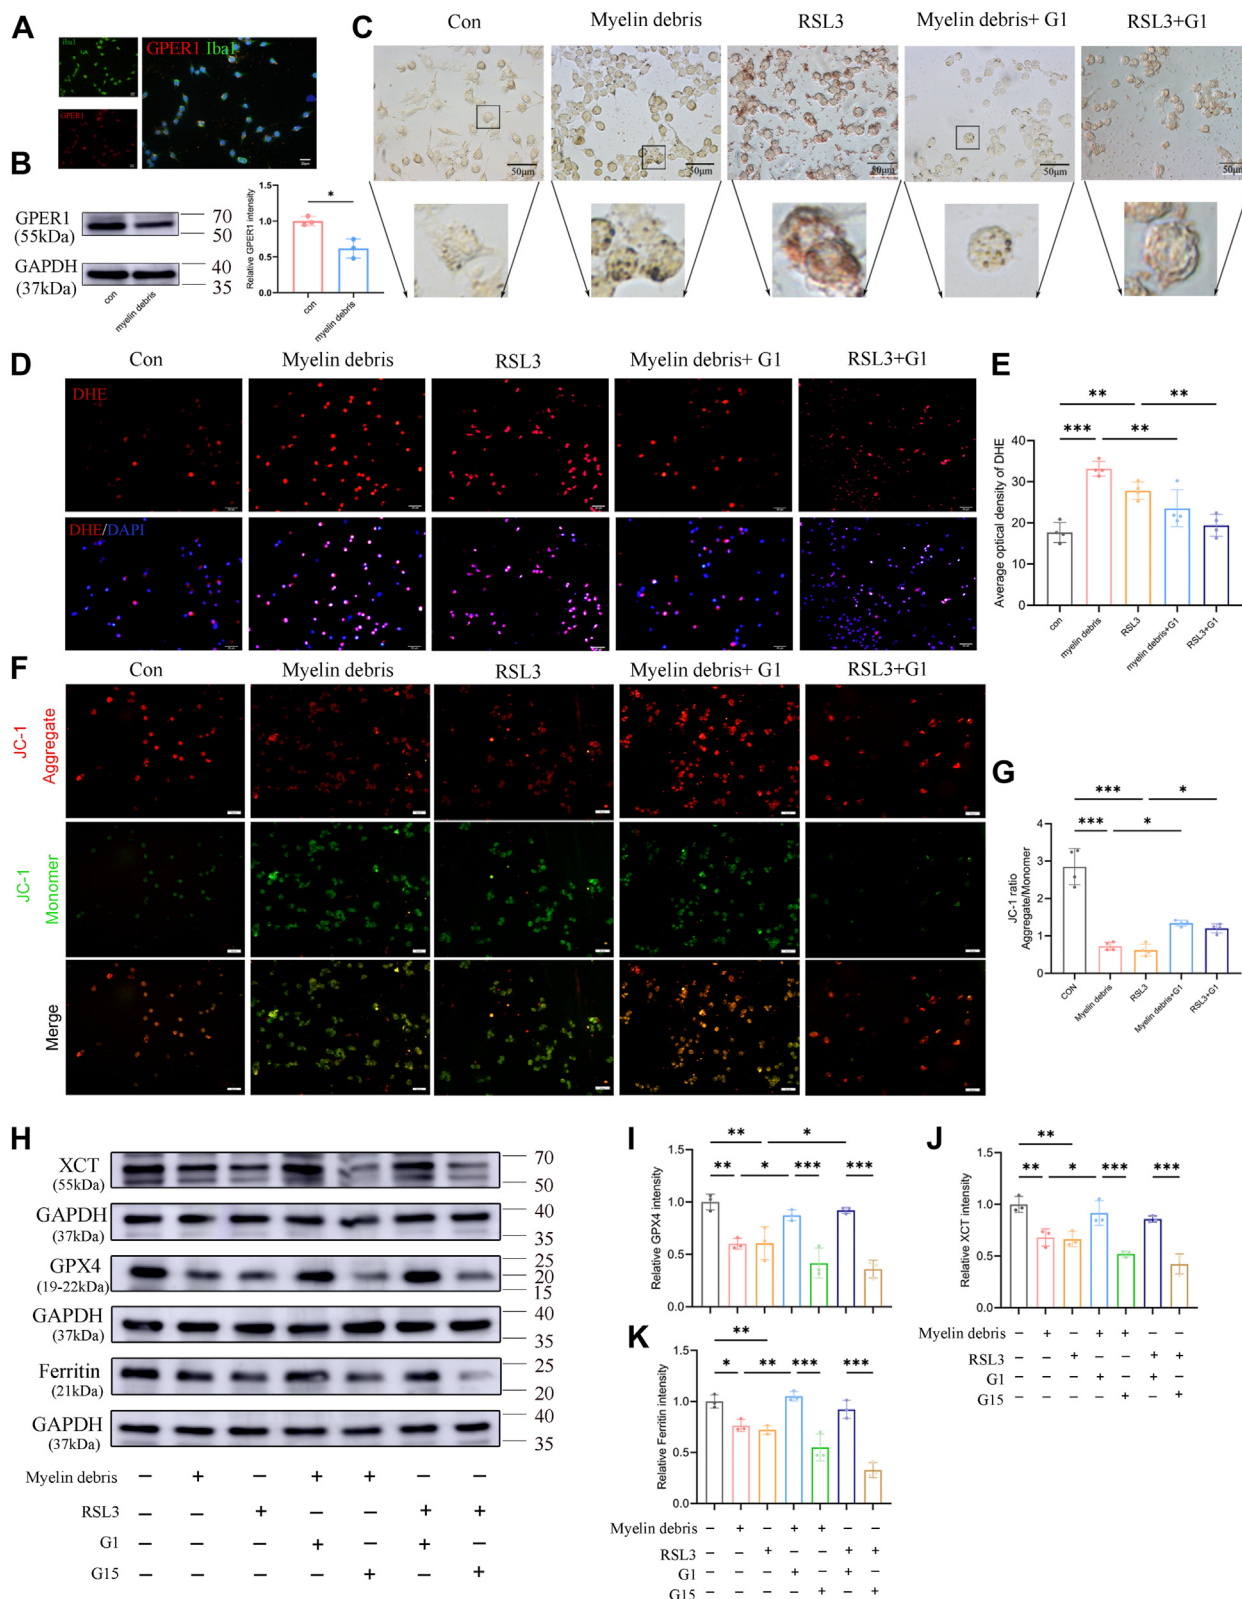 A
iba1
GPER1 Iba1
GPER1
B
GPER1
(55kDa)
GAPDH
(37kDa)
70
50
40
35
con
myelin debris
Relative GPER1 intensity
1.5
1.0
0.5
0.0
*
con
myelin debris
C
Con
Myelin debris
RSL3
Myelin debris+ G1
RSL3+G1
50μm
50μm
50μm
50μm
50μm
D
Con
Myelin debris
RSL3
Myelin debris+ G1
RSL3+G1
DHE
DHE/DAPI
E
Average optical density of DHE
40
30
20
10
0
** **
*** **
con
myelin debris
RSL3
myelin debris+G1
RSL3+G1
F
Con
Myelin debris
RSL3
Myelin debris+ G1
RSL3+G1
JC-1
Aggregate
JC-1
Monomer
Merge
G
JC-1 ratio
Aggregate/Monomer
4
3
2
1
0
*** *
*** *
CON
Myelin debris
RSL3
Myelin debris+G1
RSL3+G1
H
XCT
(55kDa)
70
50
GAPDH
(37kDa)
40
35
GPX4
(19-22kDa)
25
20
15
GAPDH
(37kDa)
40
35
Ferritin
(21kDa)
25
20
GAPDH
(37kDa)
40
35
Myelin debris − + − + + − −
RSL3 − − + − − + +
G1 − − − + − + −
G15 − − − − + − +
I
Relative GPX4 intensity
1.5
1.0
0.5
0.0
** *
** * *** ***
J
Relative XCT intensity
1.5
1.0
0.5
0.0
**
** * *** ***
Myelin debris − + − + + − −
RSL3 − − + − − + +
G1 − − − + − + −
G15 − − − − + − +
K
Relative Ferritin intensity
1.5
1.0
0.5
0.0
**
* ** *** ***
Myelin debris − + − + + − −
RSL3 − − + − − + +
G1 − − − + − + −
G15 − − − − + − +